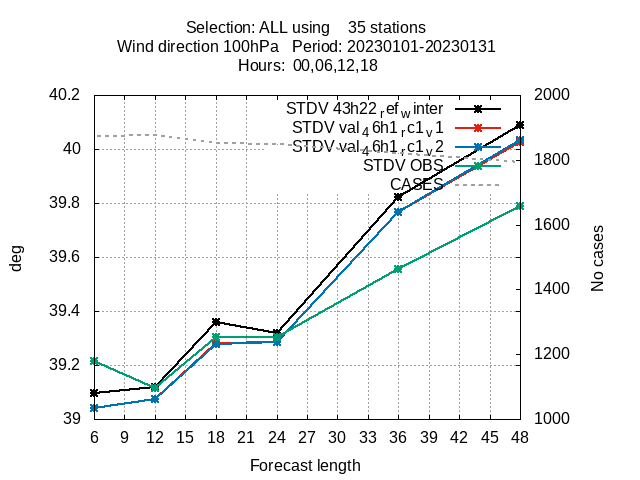 Selection: ALL using    35 stations
Wind direction 100hPa   Period: 20230101-20230131
Hours:  00,06,12,18
40.2
40
39.8
39.6
39.4
39.2
39
deg
STDV 43h22refwinter
STDV val46h1rc1v1
STDV val46h1rc1v2
STDV OBS
CASES
2000
1800
1600
1400
1200
1000
No cases
6 9 12 15 18 21 24 27 30 33 36 39 42 45 48
Forecast length